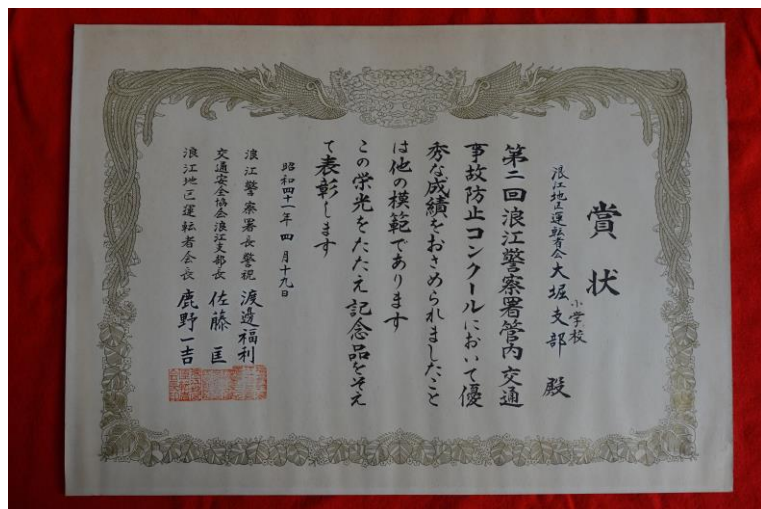 賞状
小学校
浪江地区運転者会大堀支部 殿
第二回浪江警察署管内交通
事故防止コンクールにおいて優
秀な成績をおさめられましたこと
は他の模範であります
この栄光をたたえ記念品をそえ
て表彰します
昭和四十一年四月十九日
浪江警察署長警視 渡邊福利
交通安全協会浪江支部長 佐藤匡
浪江地区運転者会長 鹿野一吉